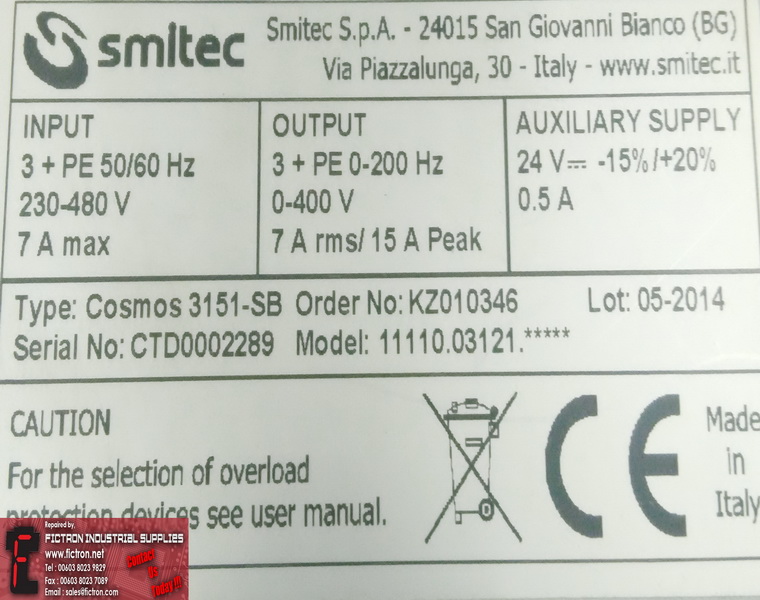 smitec
Smitec S.p.A. - 24015 San Giovanni Bianco (BG)
Via Piazzalunga, 30 - Italy - www.smitec.it
INPUT
3 + PE 50/60 Hz
230-480 V
7 A max
OUTPUT
3 + PE 0-200 Hz
0-400 V
7 A rms/ 15 A Peak
AUXILIARY SUPPLY
24 V⎓ -15%/+20%
0.5 A
Type: Cosmos 3151-SB Order No: KZ010346 Lot: 05-2014
Serial No: CTD0002289 Model: 11110.03121.*****
CAUTION
For the selection of overload
protection devices see user manual.
CE
Made
in
Italy
Repaired by,
FICTRON INDUSTRIAL SUPPLIES
www.fictron.net
Tel : 00603 8023 9829
Fax : 00603 8023 7089
Email : sales@fictron.com
Contact
Us
Today !!!